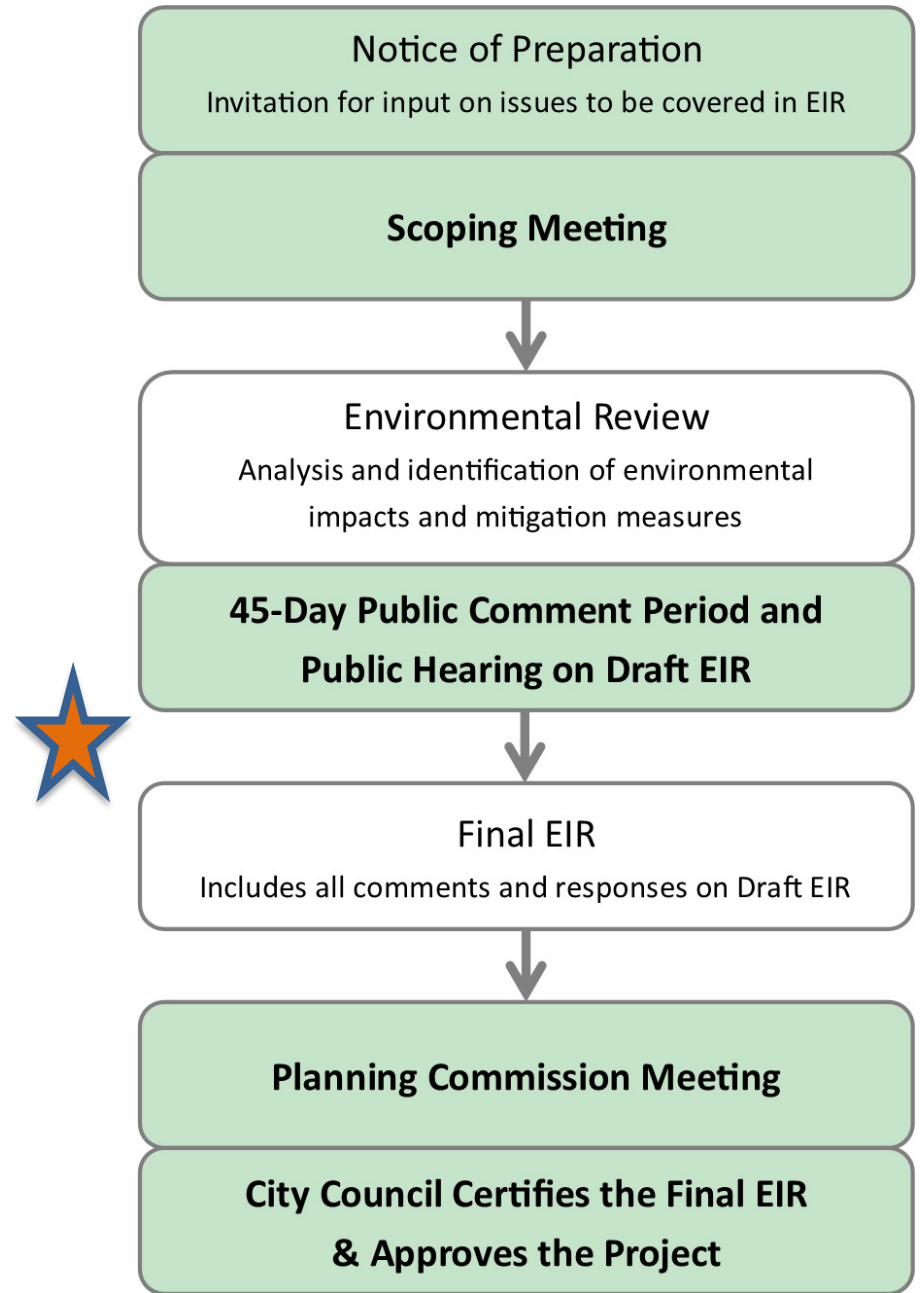 Notice of Preparation
Invitation for input on issues to be covered in EIR
Scoping Meeting
Environmental Review
Analysis and identification of environmental
impacts and mitigation measures
45-Day Public Comment Period and
Public Hearing on Draft EIR
Final EIR
Includes all comments and responses on Draft EIR
Planning Commission Meeting
City Council Certifies the Final EIR
& Approves the Project